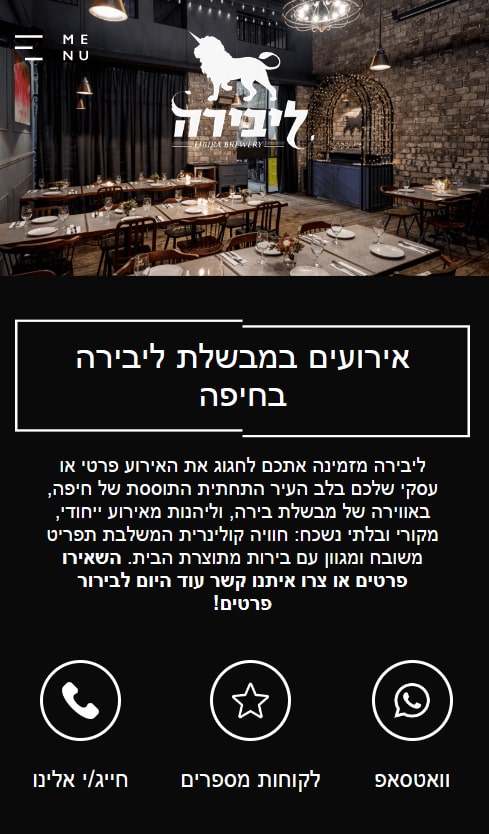 ME
NU
ליבירה
LIBIRA BREWERY
אירועים במבשלת ליבירה
בחיפה
ליבירה מזמינה אתכם לחגוג את האירוע פרטי או
עסקי שלכם בלב העיר התחתית התוססת של חיפה,
באווירה של מבשלת בירה, וליהנות מאירוע ייחודי,
מקורי ובלתי נשכח: חוויה קולינרית המשלבת תפריט
משובח ומגוון עם בירות מתוצרת הבית. השאירו
פרטים או צרו איתנו קשר עוד היום לבירור
פרטים!
וואטסאפ
לקוחות מספרים
חייג/י אלינו